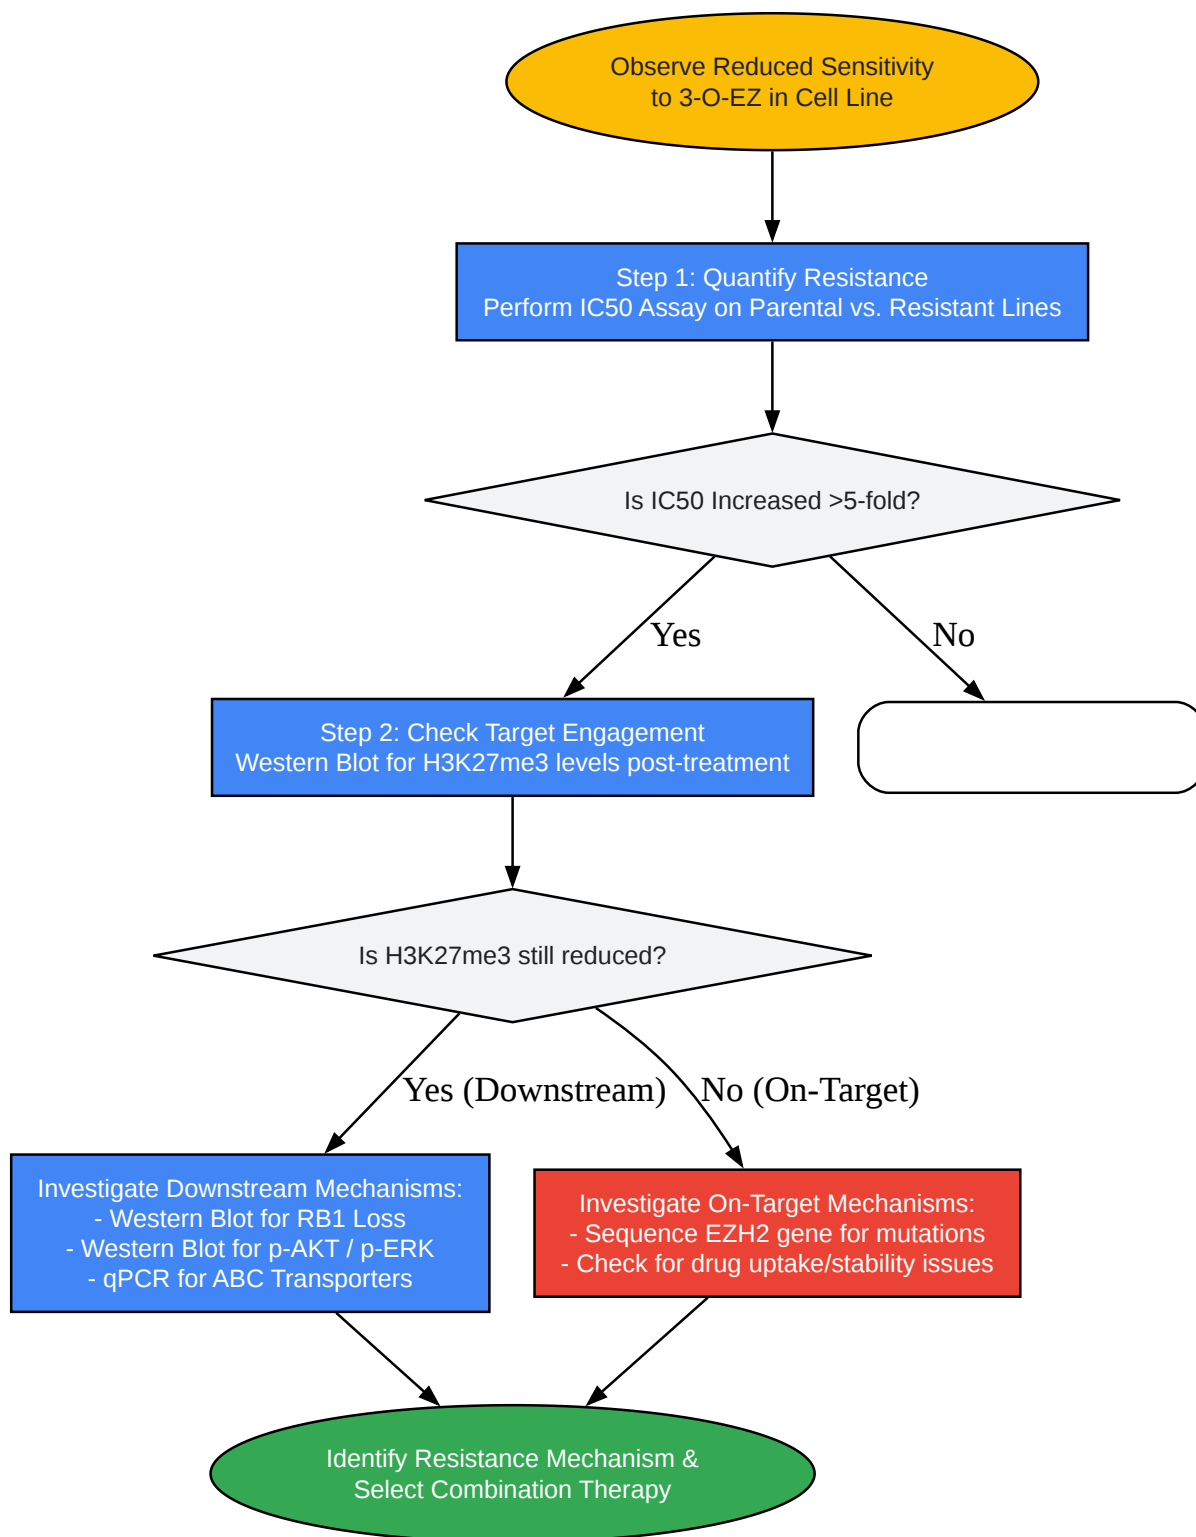 Observe Reduced Sensitivity
to 3-O-EZ in Cell Line
Step 1: Quantify Resistance
Perform IC50 Assay on Parental vs. Resistant Lines
Is IC50 Increased >5-fold?
Yes
No
Step 2: Check Target Engagement
Western Blot for H3K27me3 levels post-treatment
Is H3K27me3 still reduced?
Yes (Downstream)
No (On-Target)
Investigate Downstream Mechanisms:
- Western Blot for RB1 Loss
- Western Blot for p-AKT / p-ERK
- qPCR for ABC Transporters
Investigate On-Target Mechanisms:
- Sequence EZH2 gene for mutations
- Check for drug uptake/stability issues
Identify Resistance Mechanism &
Select Combination Therapy